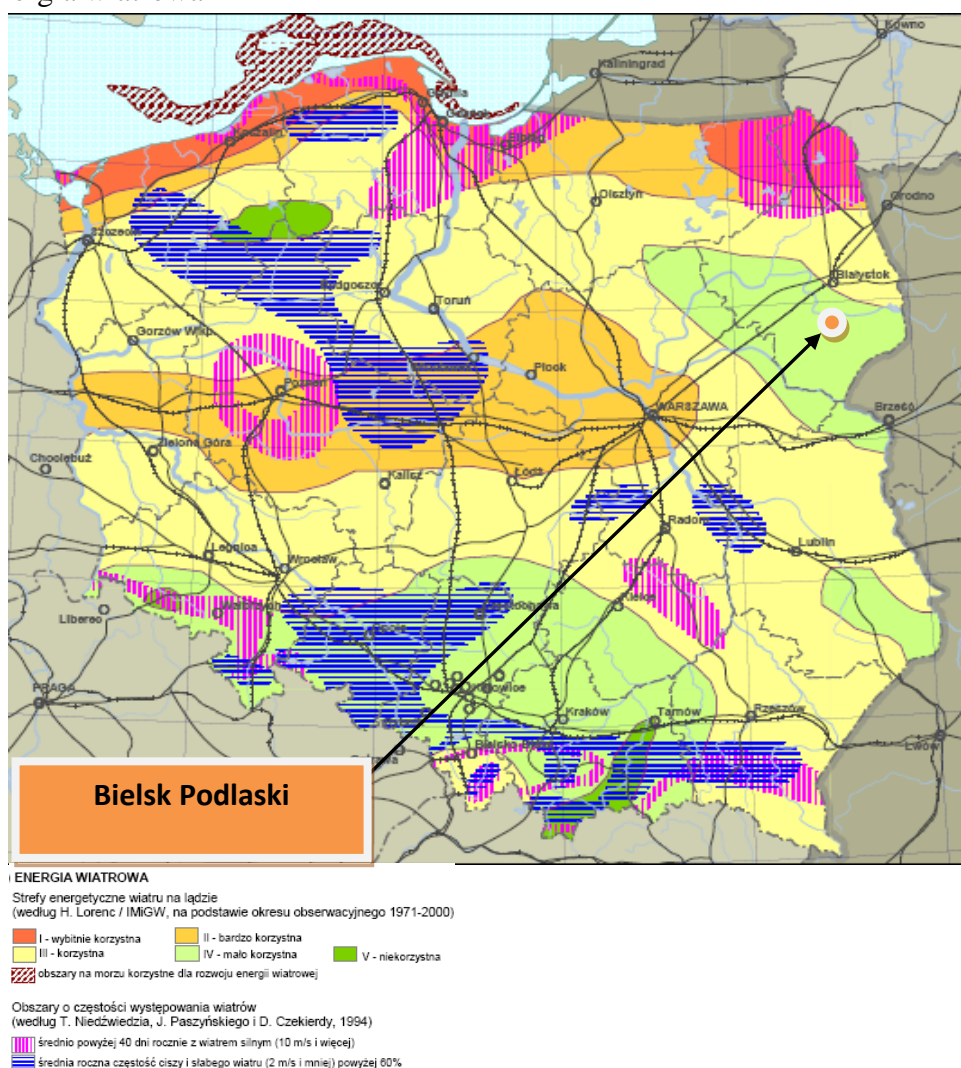 Kowno
Kaliningrad
Gdynia
Gdańsk
Koszalin
Elbląg
Olsztyn
Grodno
Szczecin
Białystok
Bydgoszcz
Toruń
Gorzów Wlkp.
Płock
Poznań
WARSZAWA
Brześć
Zielona Góra
Chociebuż
Kalisz
Łódź
Radom
Legnica
Wrocław
Lublin
Kielce
Wałbrzych
Liberec
Opole
PRAGA
Kraków
Tarnów
Rzeszów
Lwów
Bielsko-Biała
Bielsk Podlaski
ENERGIA WIATROWA
Strefy energetyczne wiatru na lądzie
(według H. Lorenc / IMiGW, na podstawie okresu obserwacyjnego 1971-2000)
I - wybitnie korzystna II - bardzo korzystna
III - korzystna IV - mało korzystna V - niekorzystna
obszary na morzu korzystne dla rozwoju energii wiatrowej
Obszary o częstości występowania wiatrów
(według T. Niedźwiedzia, J. Paszyńskiego i D. Czekierdy, 1994)
średnio powyżej 40 dni rocznie z wiatrem silnym (10 m/s i więcej)
średnia roczna częstość ciszy i słabego wiatru (2 m/s i mniej) powyżej 60%